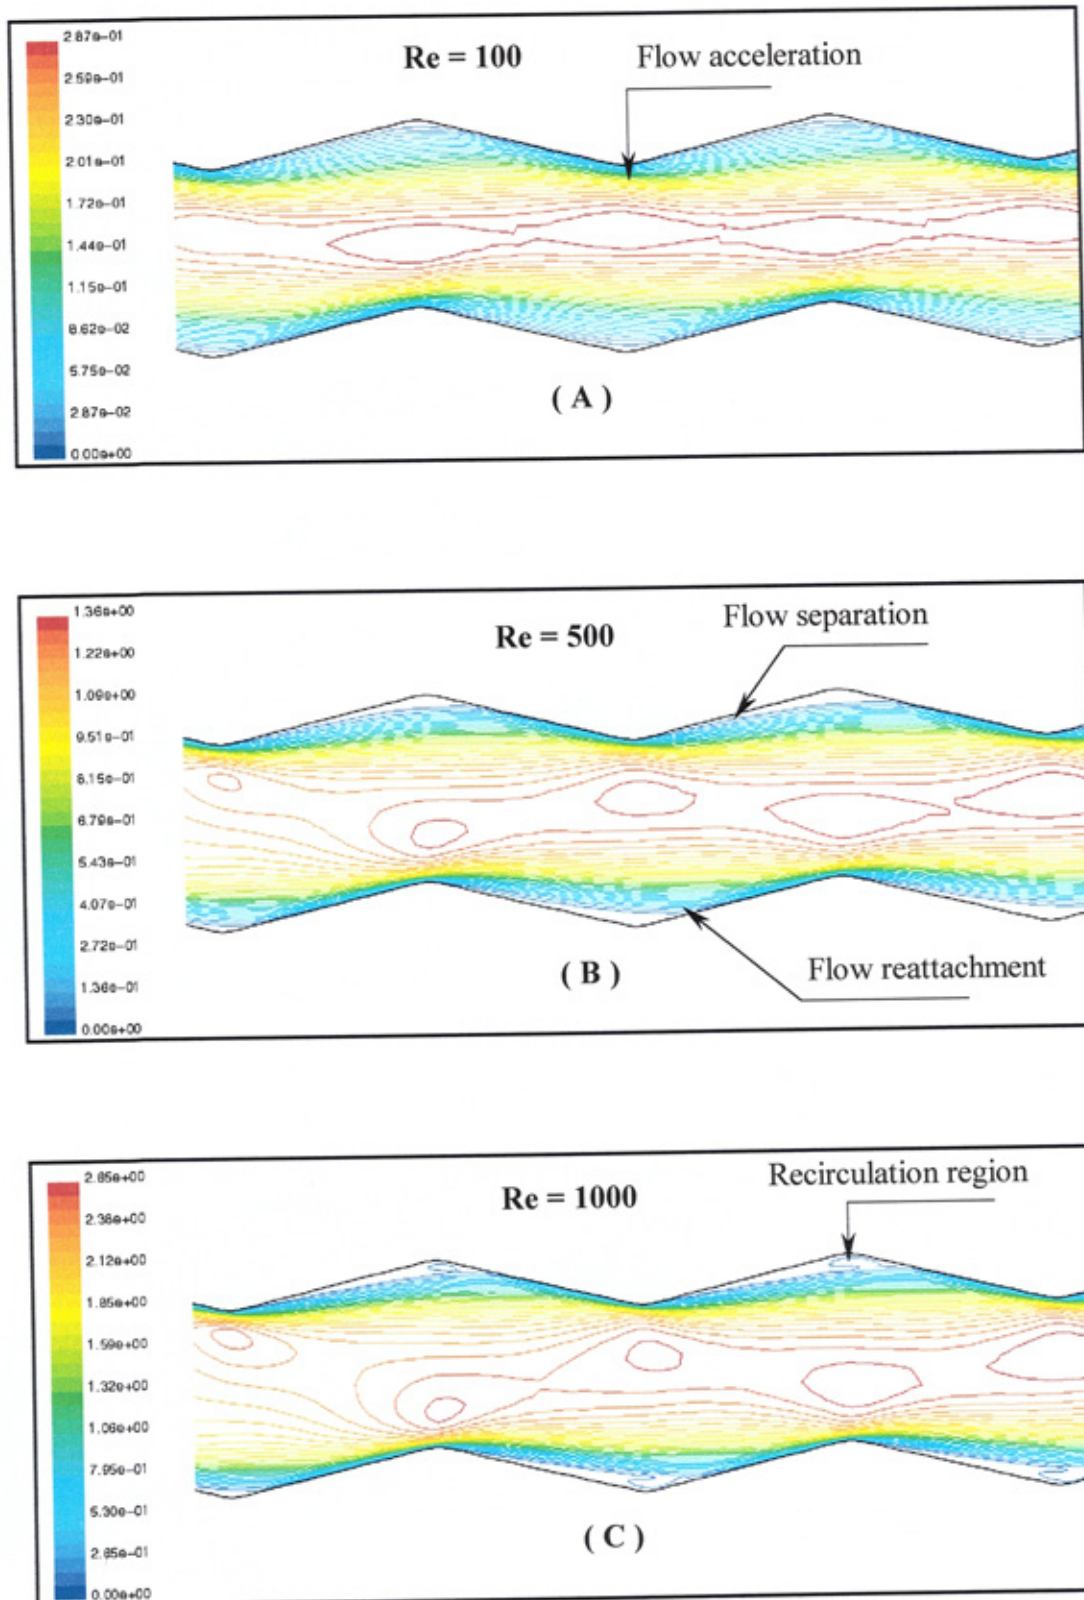 2.87e-01
2.59e-01
2.30e-01
2.01e-01
1.72e-01
1.44e-01
1.15e-01
8.62e-02
5.75e-02
2.87e-02
0.00e+00
Re = 100
Flow acceleration
( A )
1.36e+00
1.22e+00
1.09e+00
9.51e-01
8.15e-01
6.79e-01
5.43e-01
4.07e-01
2.72e-01
1.36e-01
0.00e+00
Re = 500
Flow separation
Flow reattachment
( B )
2.65e+00
2.38e+00
2.12e+00
1.85e+00
1.59e+00
1.32e+00
1.06e+00
7.95e-01
5.30e-01
2.65e-01
0.00e+00
Re = 1000
Recirculation region
( C )